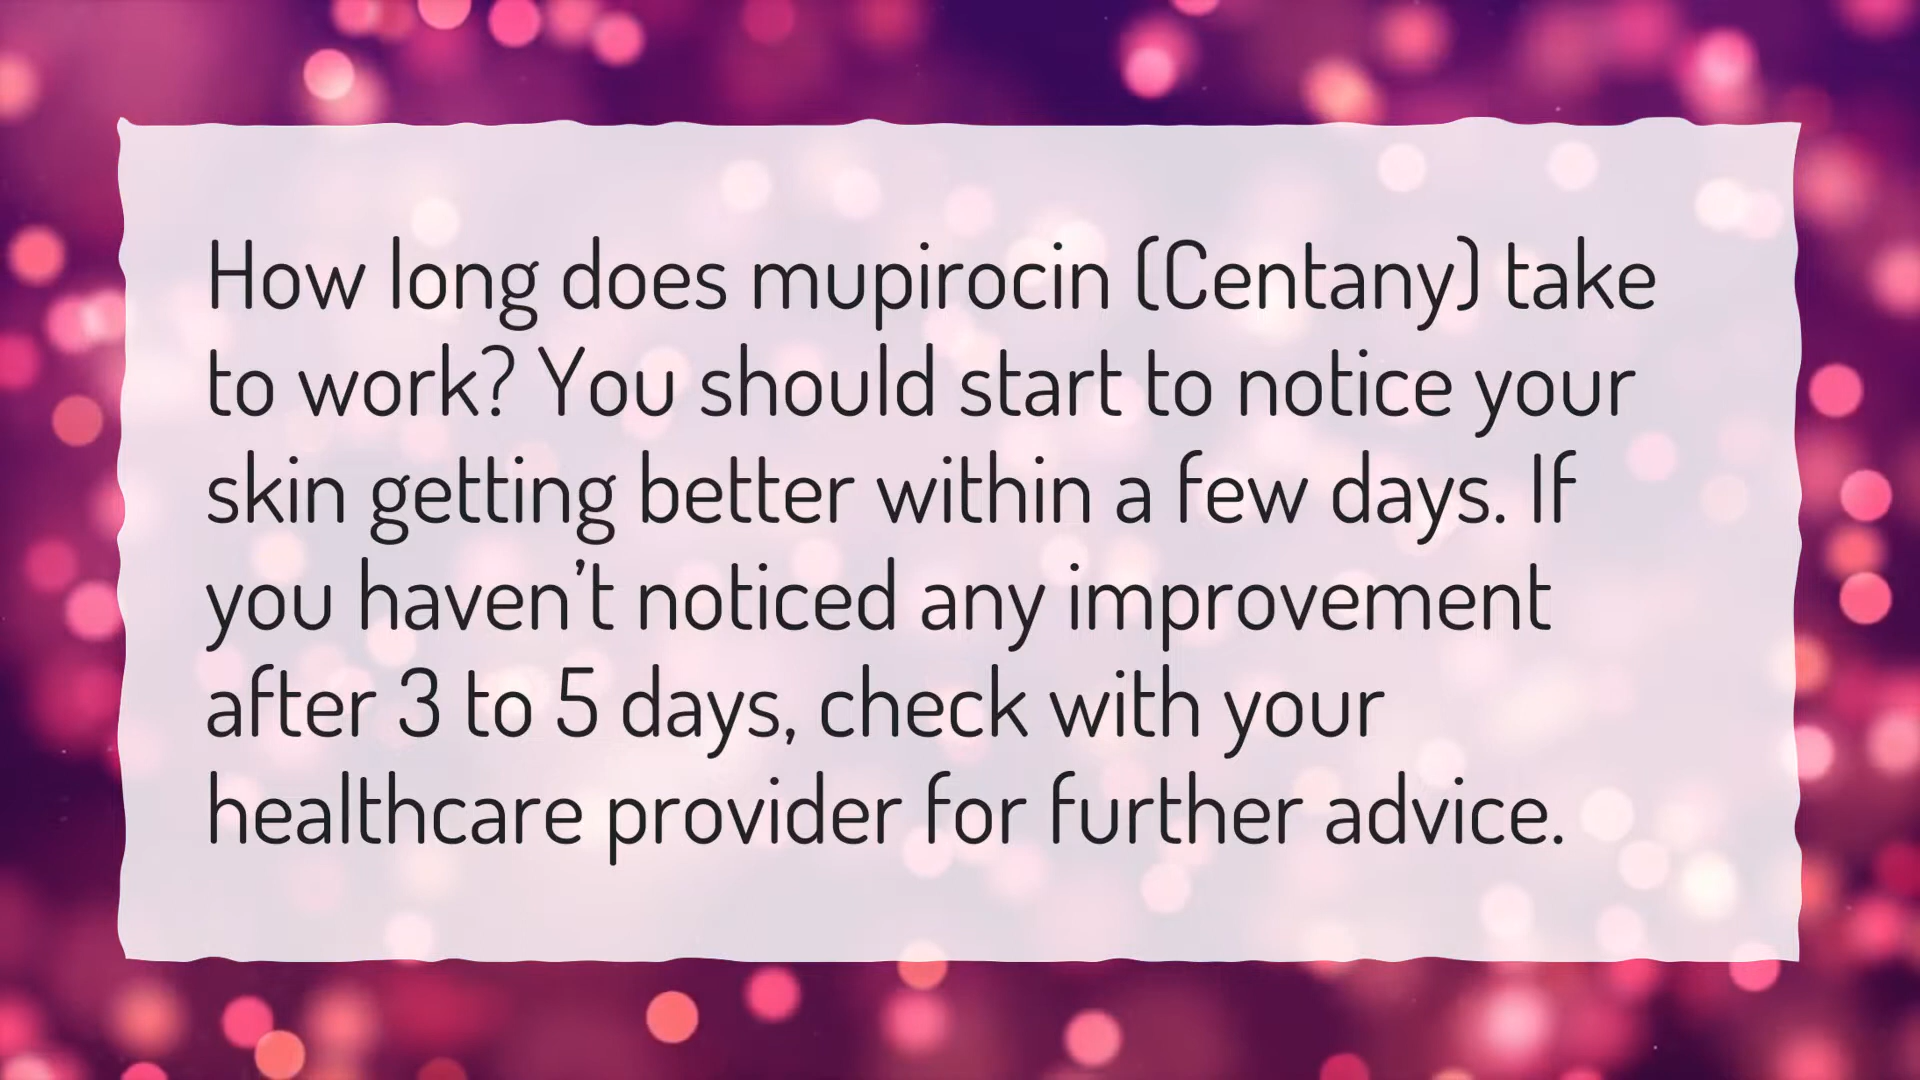 How long does mupirocin (Centany) take
to work? You should start to notice your
skin getting better within a few days. If
you haven’t noticed any improvement
after 3 to 5 days, check with your
healthcare provider for further advice.